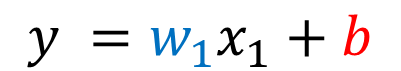 y = w₁x₁ + b